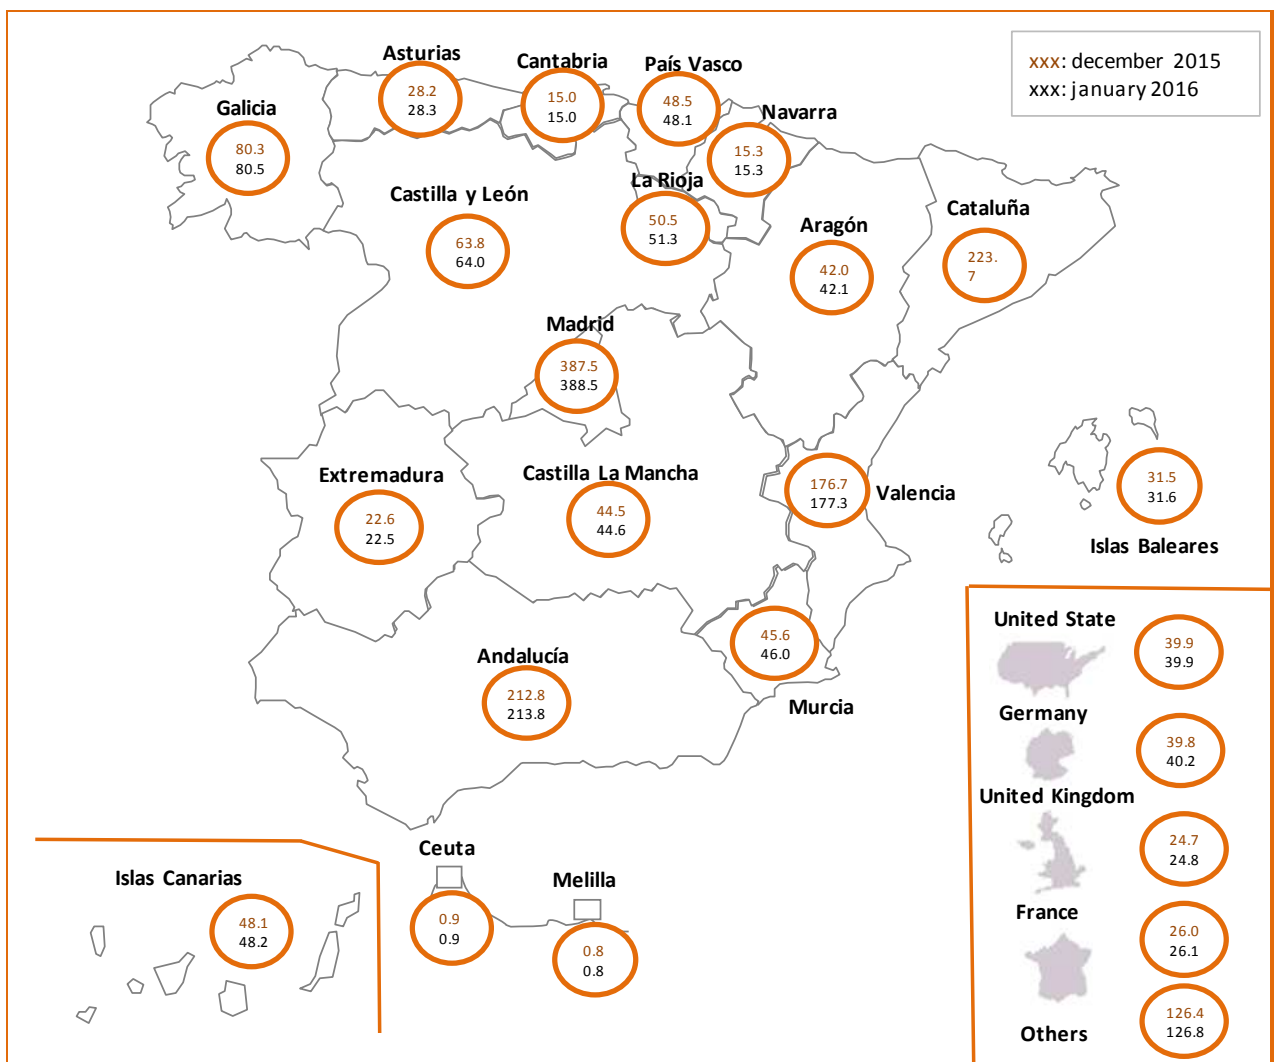 xxx: december 2015
xxx: january 2016
Asturias
28.2
28.3
Cantabria
15.0
15.0
País Vasco
48.5
48.1
Galicia
80.3
80.5
Navarra
15.3
15.3
Castilla y León
63.8
64.0
La Rioja
50.5
51.3
Aragón
42.0
42.1
Cataluña
223.
7
Madrid
387.5
388.5
Extremadura
22.6
22.5
Castilla La Mancha
44.5
44.6
176.7
177.3
Valencia
31.5
31.6
Islas Baleares
Andalucía
212.8
213.8
45.6
46.0
Murcia
United State
39.9
39.9
Germany
39.8
40.2
United Kingdom
24.7
24.8
France
26.0
26.1
Others
126.4
126.8
Islas Canarias
48.1
48.2
Ceuta
0.9
0.9
Melilla
0.8
0.8